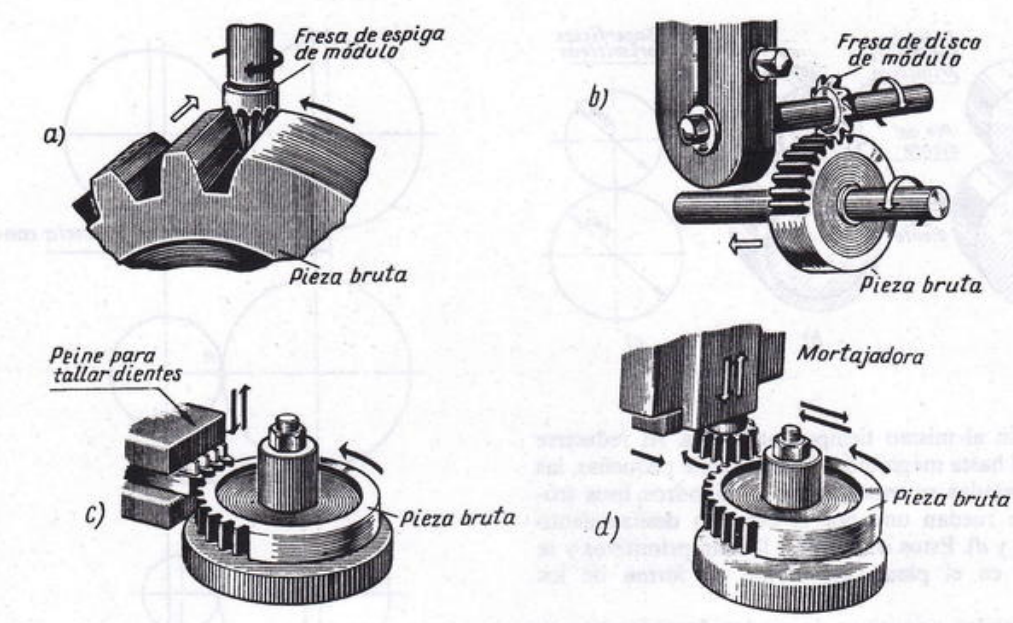 a)
Fresa de espiga
de módulo
Pieza bruta
b)
Fresa de disco
de módulo
Pieza bruta
Peine para
tallar dientes
c)
Pieza bruta
Mortajadora
d)
Pieza bruta